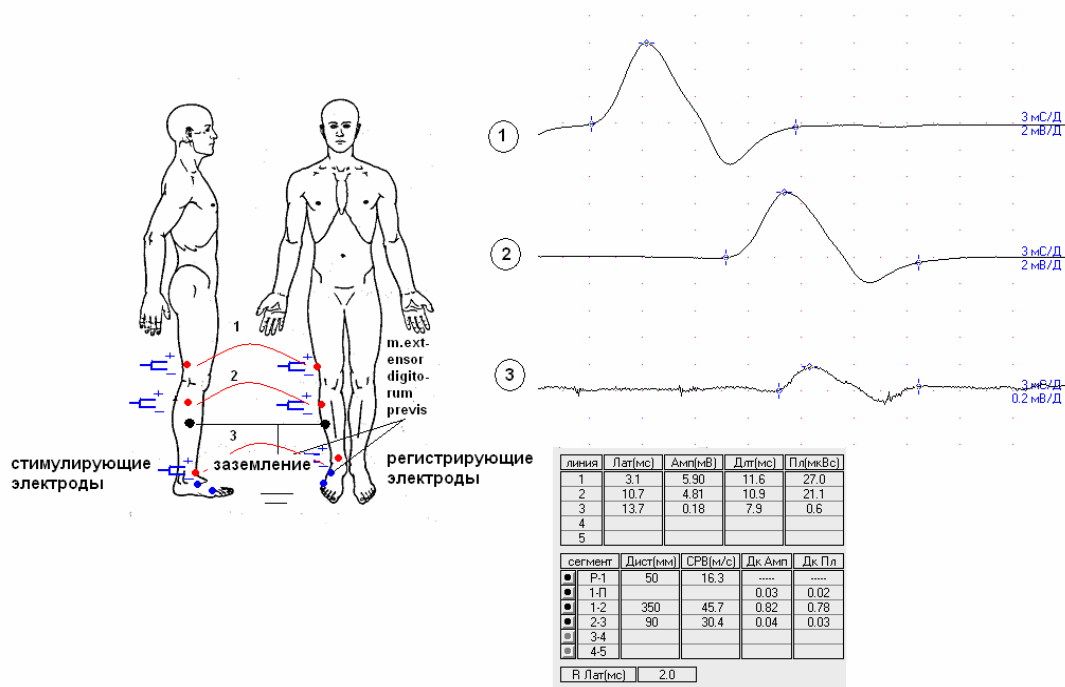 1
3 мС/Д
2 мВ/Д
2
3 мС/Д
2 мВ/Д
3
3 мВ/Д
0.2 мВ/Д
1
2
3
m.ext-
ensor
digito-
rum
previs
+
−
+
−
+
−
+
−
+
стимулирующие
электроды
заземление
регистрирующие
электроды
линия Лат(мс) Амп(мВ) Длт(мс) Пл(мкВс)
1 3.1 5.90 11.6 27.0
2 10.7 4.81 10.9 21.1
3 13.7 0.18 7.9 0.6
4
5
сегмент Дист(мм) СРВ(м/с) Дк Амп Дк Пл
Р-1 50 16.3 ----- -----
1-П 0.03 0.02
1-2 350 45.7 0.82 0.78
2-3 90 30.4 0.04 0.03
3-4
4-5
R Лат(мс) 2.0